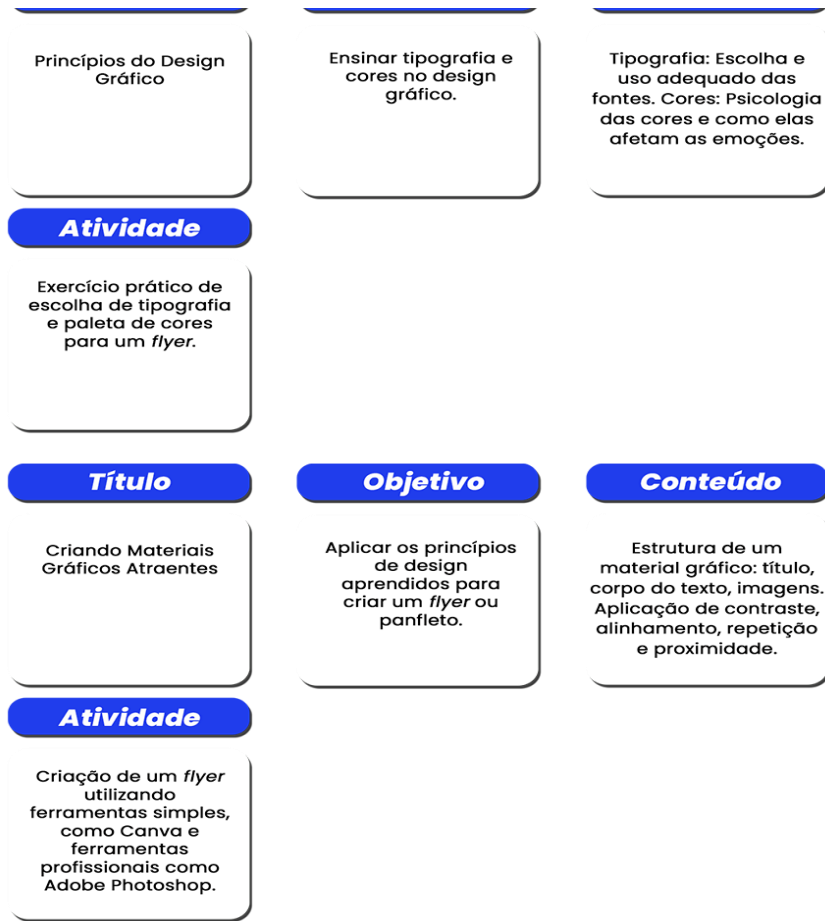 Princípios do Design
Gráfico
Ensinar tipografia e
cores no design
gráfico.
Tipografia: Escolha e
uso adequado das
fontes. Cores: Psicologia
das cores e como elas
afetam as emoções.
Atividade
Exercício prático de
escolha de tipografia
e paleta de cores
para um flyer.
Título
Criando Materiais
Gráficos Atraentes
Objetivo
Aplicar os princípios
de design
aprendidos para
criar um flyer ou
panfleto.
Conteúdo
Estrutura de um
material gráfico: título,
corpo do texto, imagens.
Aplicação de contraste,
alinhamento, repetição
e proximidade.
Atividade
Criação de um flyer
utilizando
ferramentas simples,
como Canva e
ferramentas
profissionais como
Adobe Photoshop.